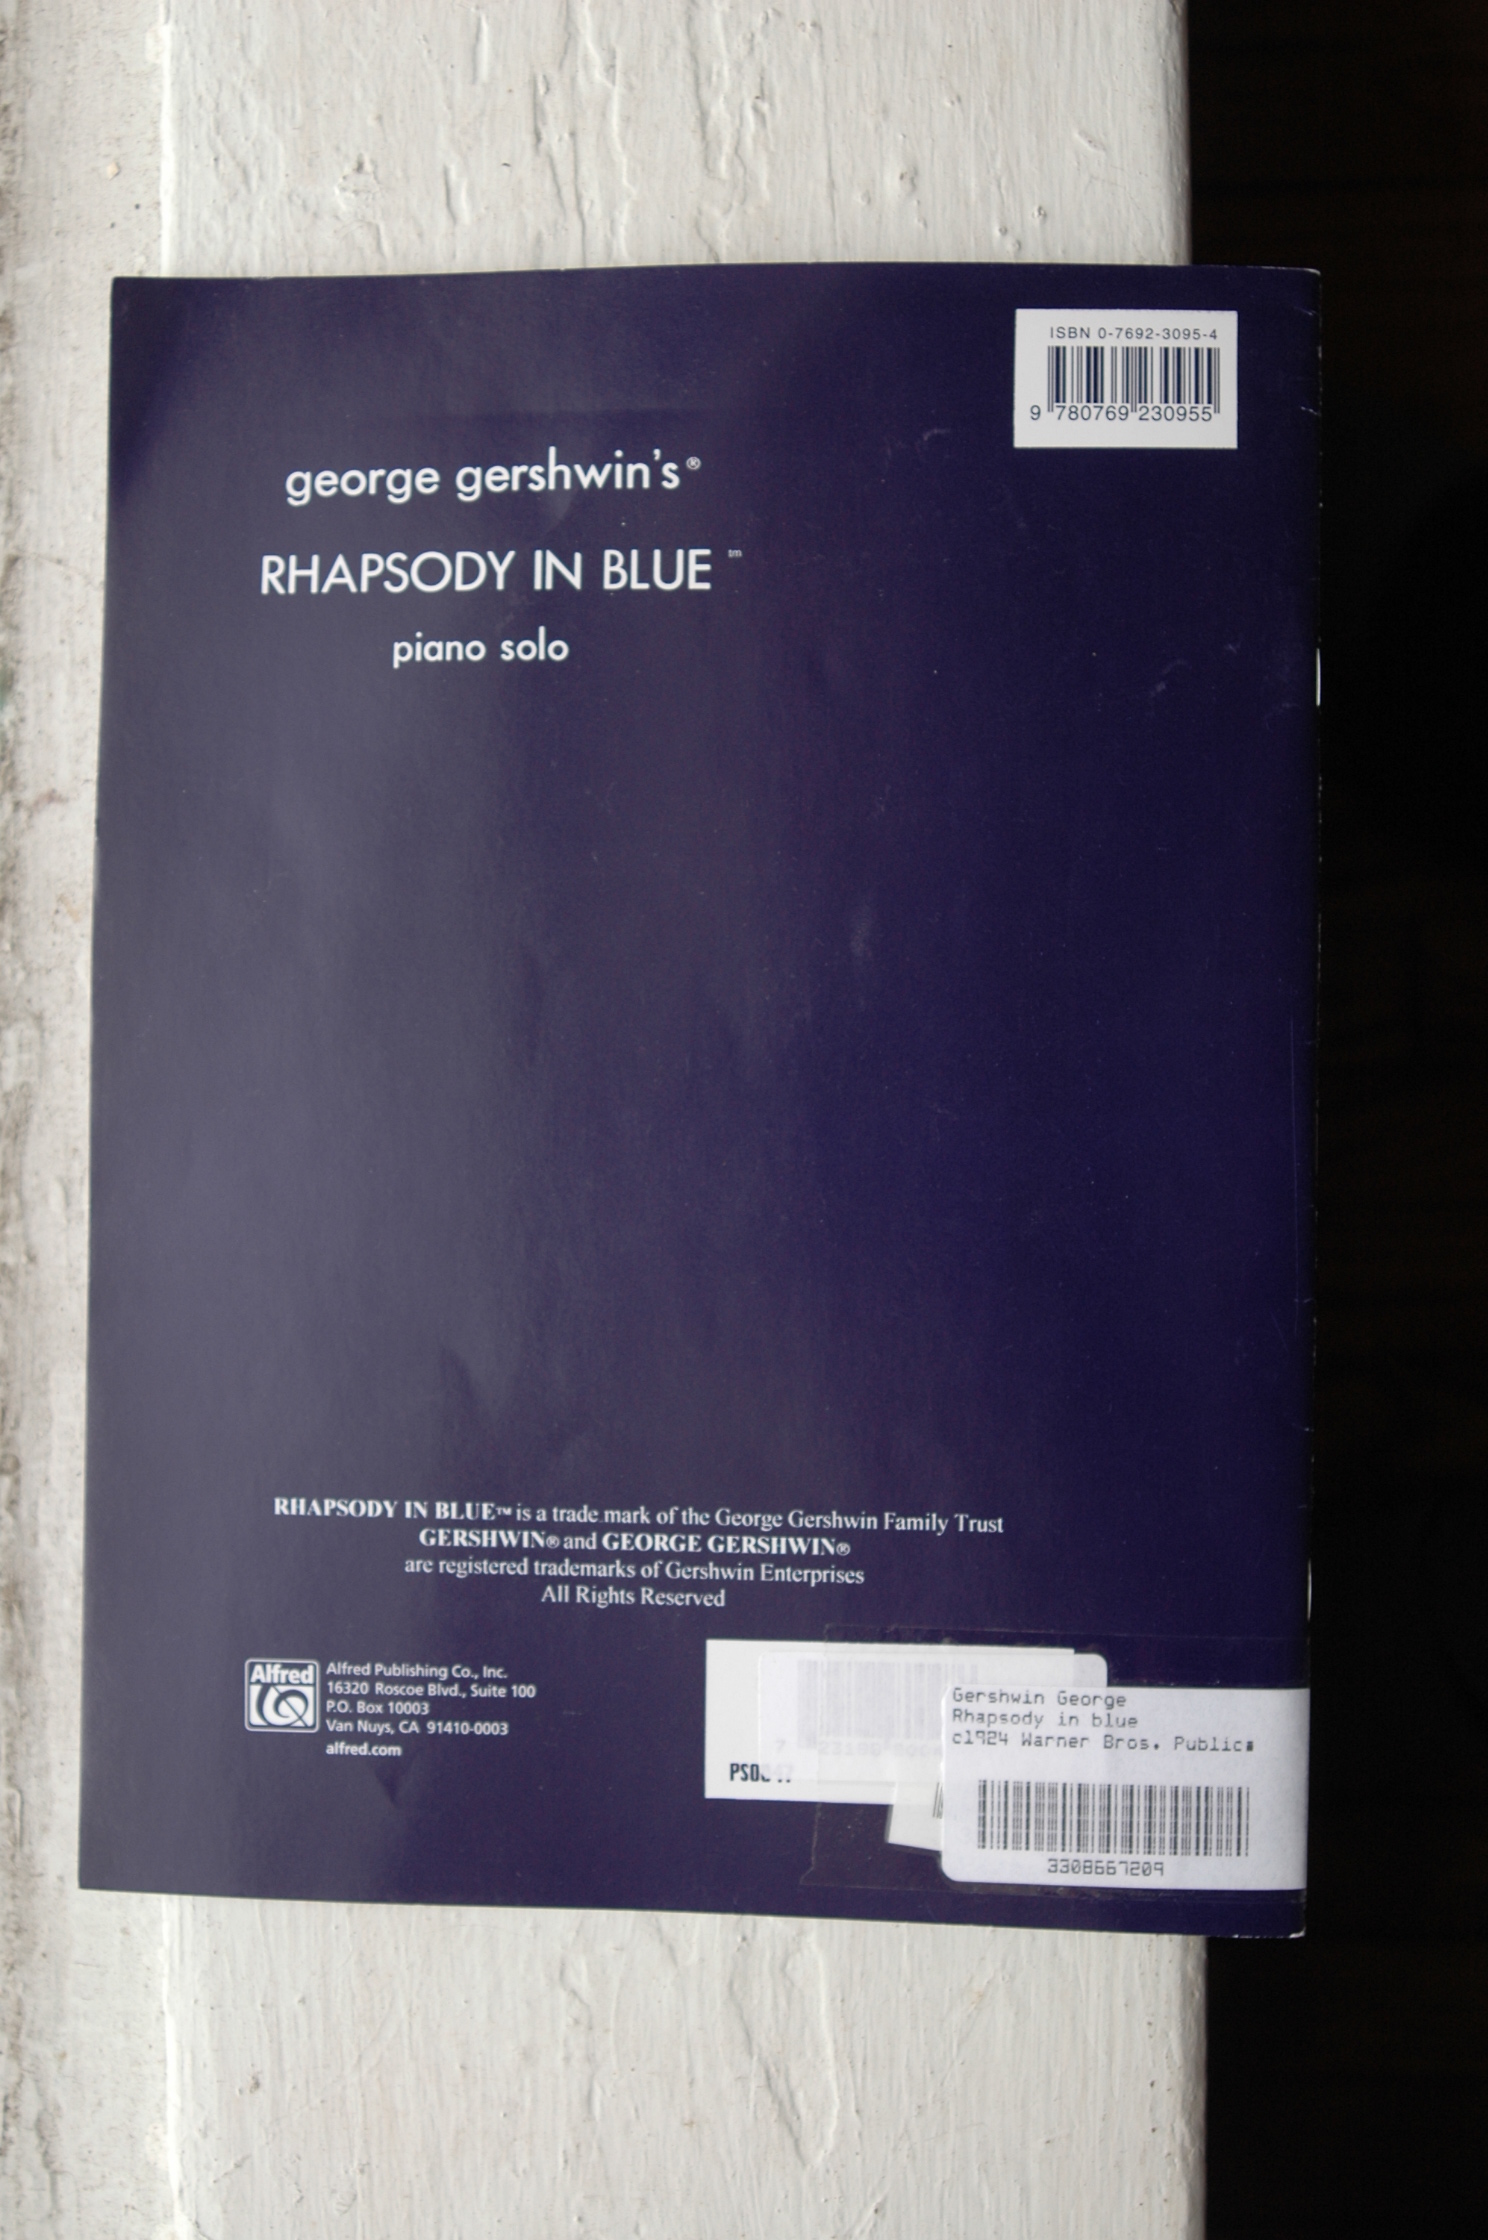 ISBN 0-7692-3095-4
9 780769 230955
george gershwin's®
RHAPSODY IN BLUE™
piano solo
RHAPSODY IN BLUE™ is a trade mark of the George Gershwin Family Trust
GERSHWIN® and GEORGE GERSHWIN®
are registered trademarks of Gershwin Enterprises
All Rights Reserved
Alfred
Alfred Publishing Co., Inc.
16320 Roscoe Blvd., Suite 100
P.O. Box 10003
Van Nuys, CA 91410-0003
alfred.com
Gershwin George
Rhapsody in blue
c1924 Warner Bros. Public
3308667209